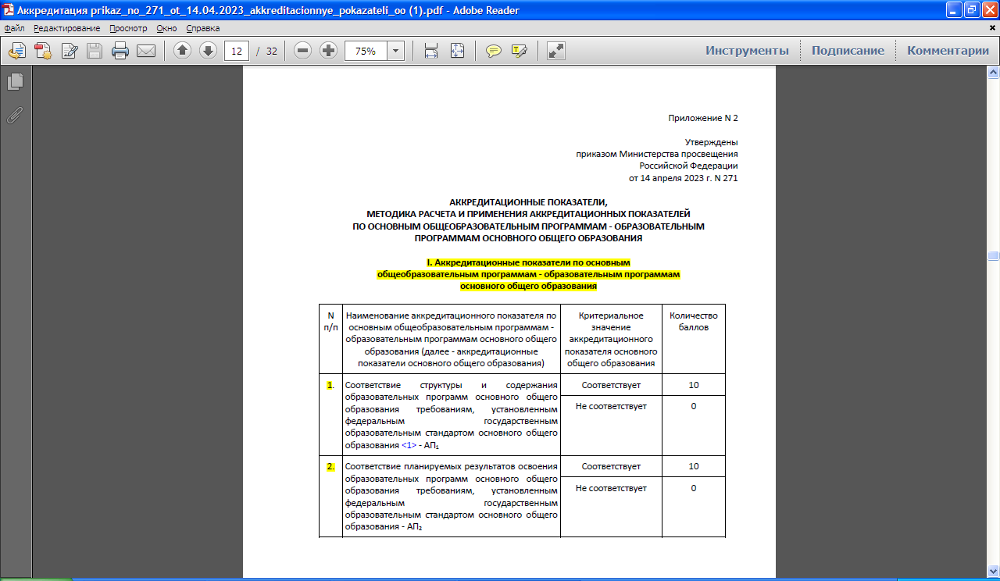 Аккредитация prikaz_no_271_ot_14.04.2023_akkreditacionnye_pokazateli_oo (1).pdf - Adobe Reader
Файл Редактирование Просмотр Окно Справка
12 / 32 75% Инструменты Подписание Комментарии
Приложение N 2
Утверждены
приказом Министерства просвещения
Российской Федерации
от 14 апреля 2023 г. N 271
АККРЕДИТАЦИОННЫЕ ПОКАЗАТЕЛИ,
МЕТОДИКА РАСЧЕТА И ПРИМЕНЕНИЯ АККРЕДИТАЦИОННЫХ ПОКАЗАТЕЛЕЙ
ПО ОСНОВНЫМ ОБЩЕОБРАЗОВАТЕЛЬНЫМ ПРОГРАММАМ - ОБРАЗОВАТЕЛЬНЫМ
ПРОГРАММАМ ОСНОВНОГО ОБЩЕГО ОБРАЗОВАНИЯ
I. Аккредитационные показатели по основным
общеобразовательным программам - образовательным программам
основного общего образования
N
п/п
Наименование аккредитационного показателя по
основным общеобразовательным программам -
образовательным программам основного общего
образования (далее - аккредитационные
показатели основного общего образования)
Критериальное
значение
аккредитационного
показателя основного
общего образования
Количество
баллов
1.
Соответствие структуры и содержания
образовательных программ основного общего
образования требованиям, установленным
федеральным государственным
образовательным стандартом основного общего
образования <1> - АП₁
Соответствует
10
Не соответствует
0
2.
Соответствие планируемых результатов освоения
образовательных программ основного общего
образования требованиям, установленным
федеральным государственным
образовательным стандартом основного общего
образования - АП₂
Соответствует
10
Не соответствует
0